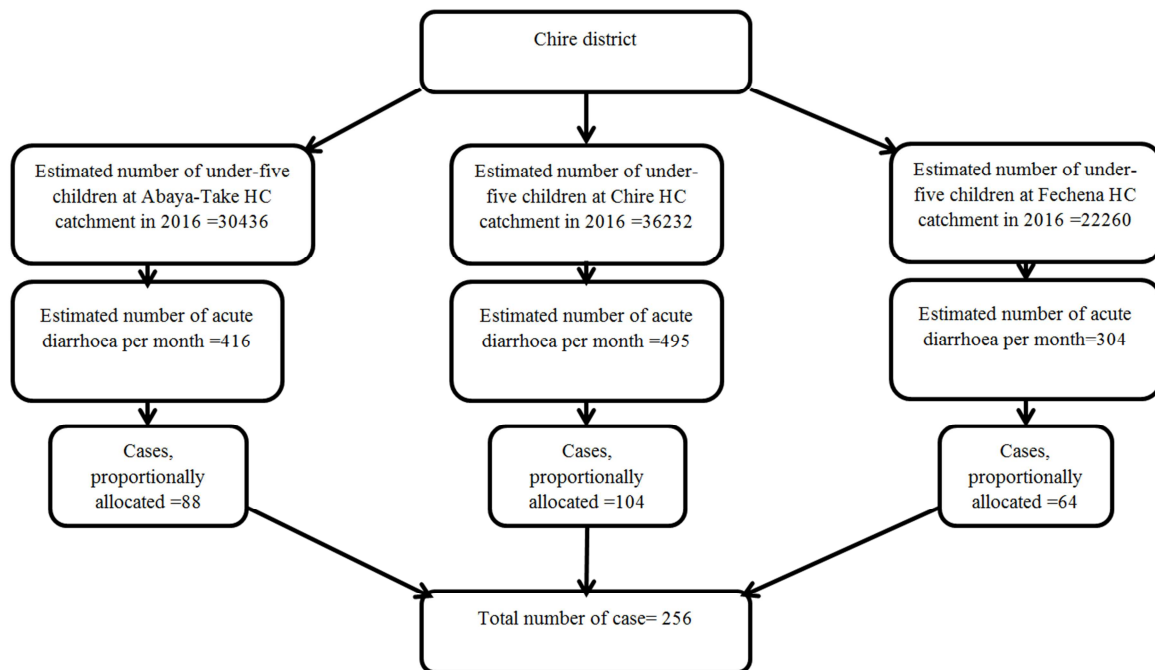 Chire district
Estimated number of under-five
children at Abaya-Take HC
catchment in 2016 =30436
Estimated number of under-
five children at Chire HC
catchment in 2016 =36232
Estimated number of under-
five children at Fechena HC
catchment in 2016 =22260
Estimated number of acute
diarrhoea per month =416
Estimated number of acute
diarrhoea per month =495
Estimated number of acute
diarrhoea per month=304
Cases,
proportionally
allocated =88
Cases,
proportionally
allocated =104
Cases,
proportionally
allocated =64
Total number of case= 256